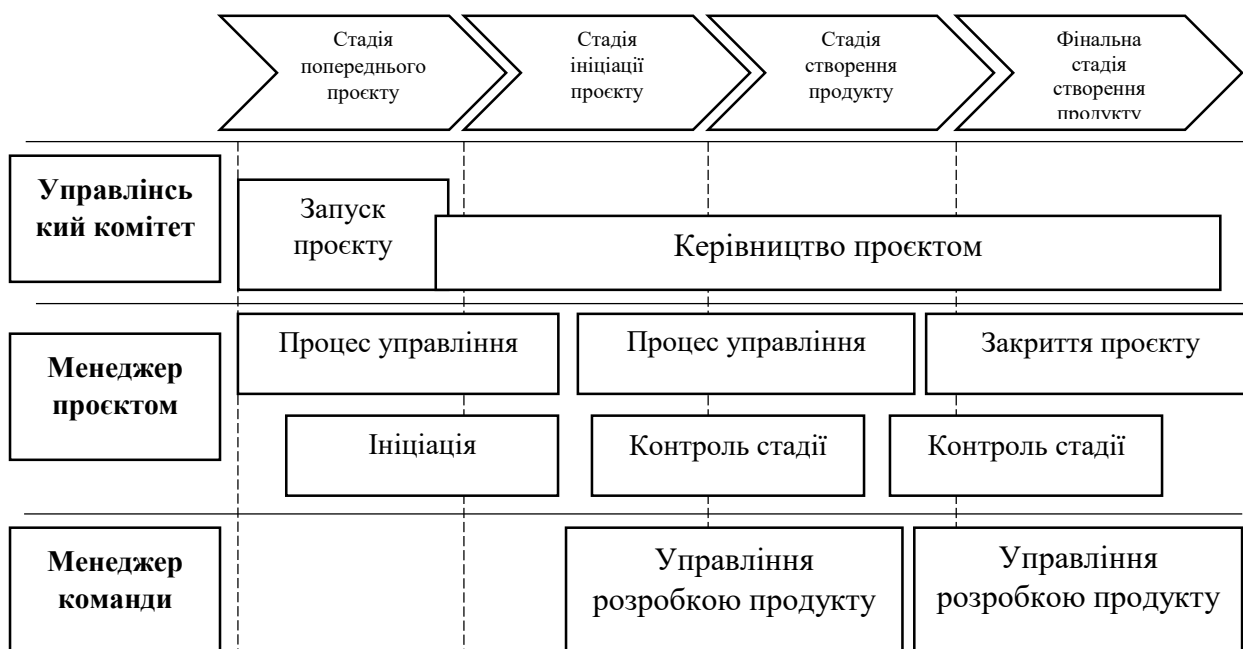 Стадія
попереднього
проєкту
Стадія
ініціації
проєкту
Стадія
створення
продукту
Фінальна
стадія
створення
продукту
Управлінсь
кий комітет
Запуск
проєкту
Керівництво проєктом
Менеджер
проєктом
Процес управління
Процес управління
Закриття проєкту
Ініціація
Контроль стадії
Контроль стадії
Менеджер
команди
Управління
розробкою продукту
Управління
розробкою продукту